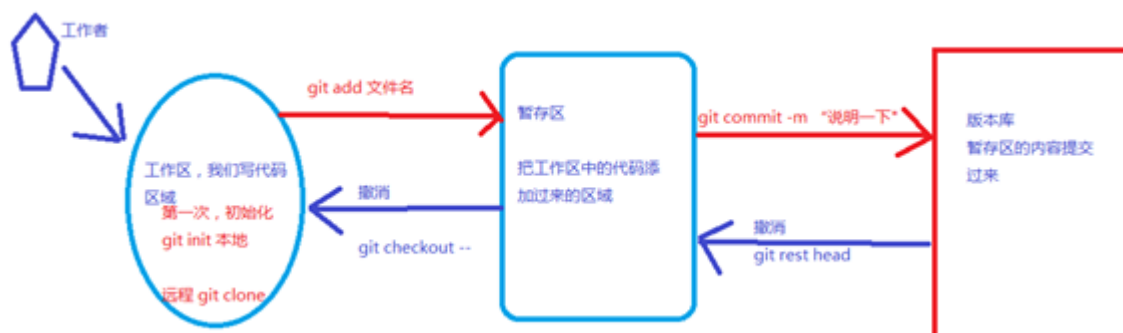 工作者
工作区，我们写代码
区域
第一次，初始化
git init 本地
远程 git clone
git add 文件名
撤消
git checkout --
暂存区
把工作区中的代码添
加过来的区域
git commit -m "说明一下"
撤消
git rest head
版本库
暂存区的内容提交
过来